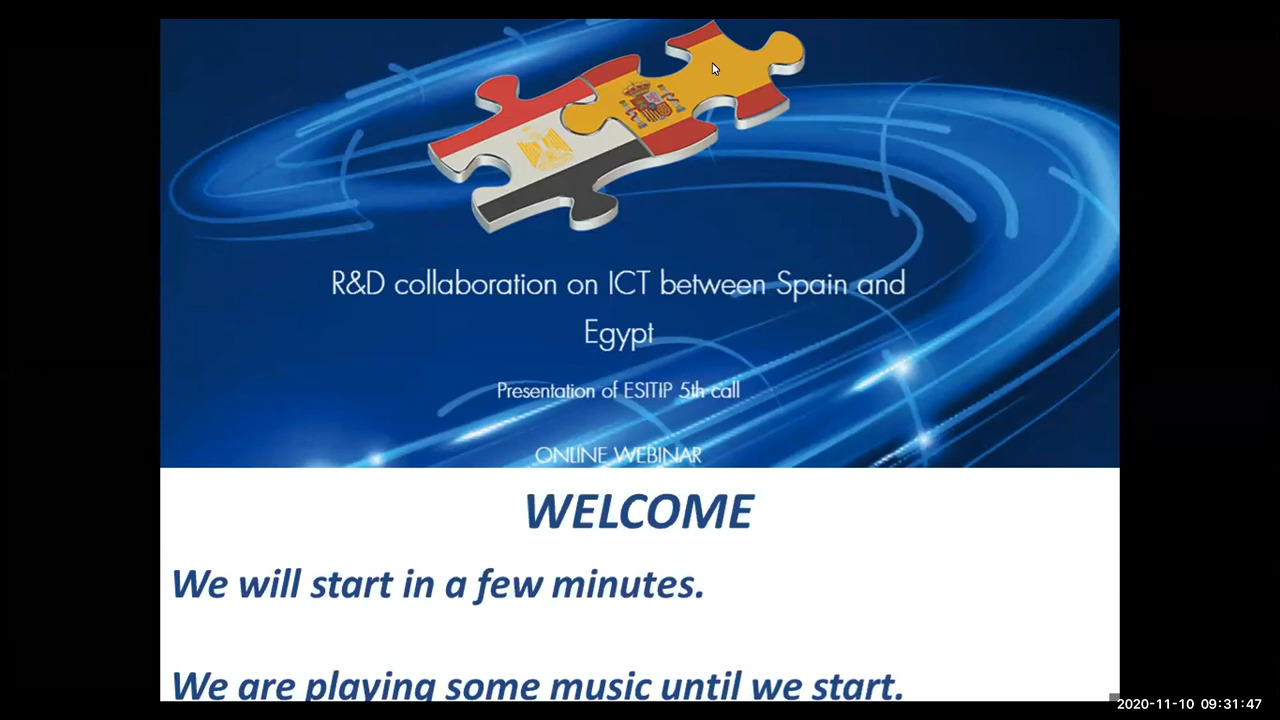 R&D collaboration on ICT between Spain and
Egypt
Presentation of ESITIP 5th call
ONLINE WEBINAR
WELCOME
We will start in a few minutes.
We are playing some music until we start.
2020-11-10 09:31:47